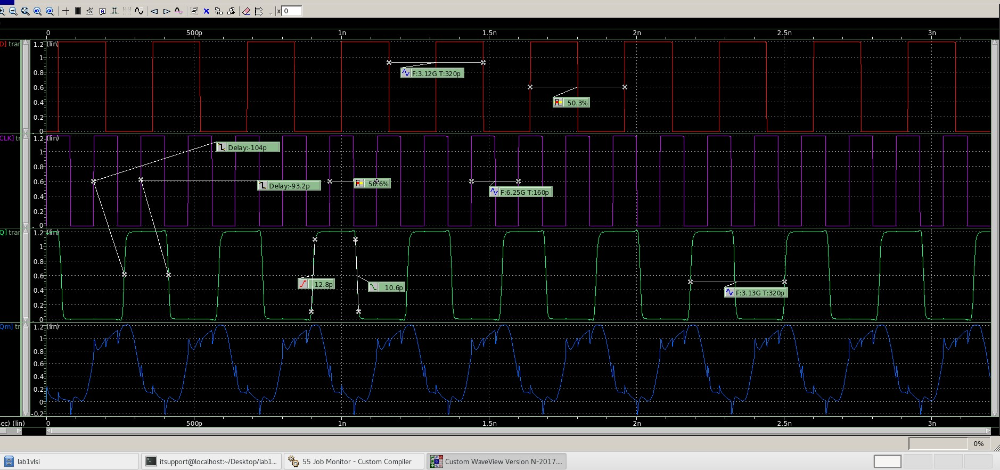 x 0
0 500p 1n 1.5n 2n 2.5n 3n
D] tran
(lin)
1.2
1
0.8
0.6
0.4
0.2
0
F:3.12G T:320p
50.3%
CLK] tr
(lin)
1.2
1
0.8
0.6
0.4
0.2
0
Delay:-104p
Delay:-93.2p
50.6%
F:6.25G T:160p
Q] tran
(lin)
1.2
1
0.8
0.6
0.4
0.2
0
12.8p
10.6p
F:3.13G T:320p
Qm] tr
(lin)
1.2
1
0.8
0.6
0.4
0.2
0
-0.2
sec) (lin) 0 500p 1n 1.5n 2n 2.5n 3n
0%
lab1vlsi itsupport@localhost:~/Desktop/lab1... 55 Job Monitor - Custom Compiler Custom WaveView Version N-2017....